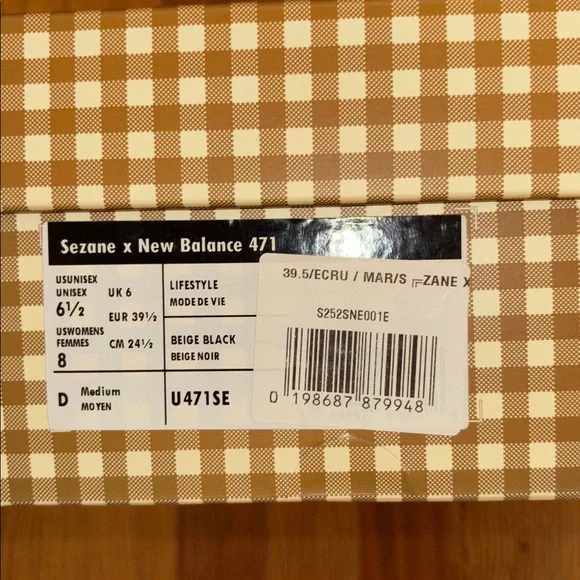 Sezane x New Balance 471
USUNISEX
UNISEX
6½
UK 6
EUR 39½
USWOMENS
FEMMES
8
CM 24½
LIFESTYLE
MODE DE VIE
BEIGE BLACK
BEIGE NOIR
D Medium
MOYEN
U471SE
39.5/ECRU / MAR/S ZANE X
S252SNE001E
0 198687 879948